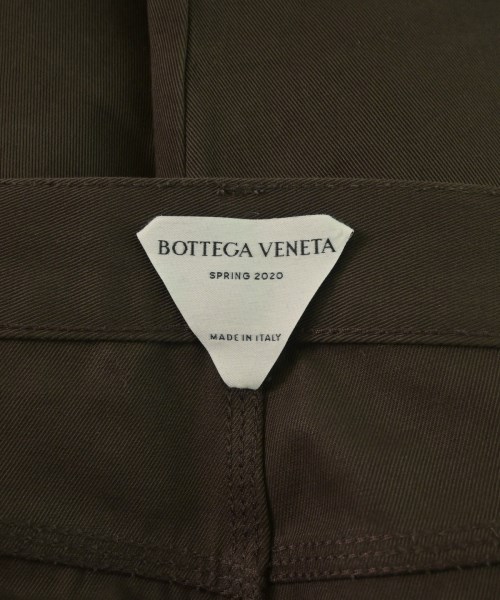 BOTTEGA VENETA
SPRING 2020
MADE IN ITALY